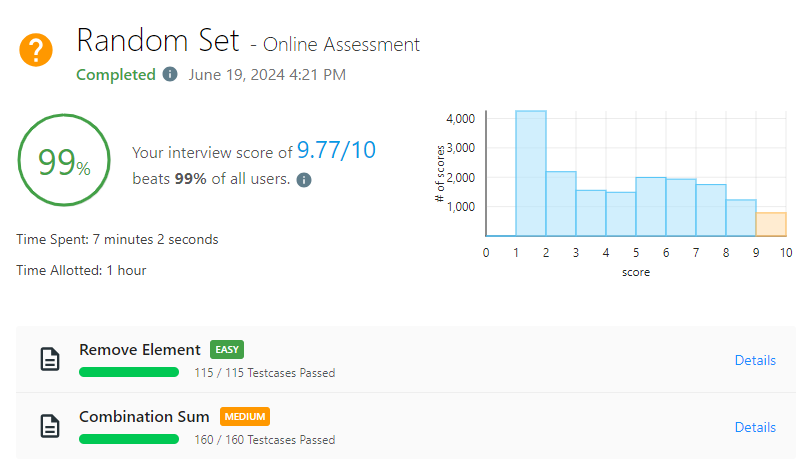 Random Set - Online Assessment
Completed June 19, 2024 4:21 PM
99%
Your interview score of 9.77/10
beats 99% of all users.
Time Spent: 7 minutes 2 seconds
Time Allotted: 1 hour
# of scores
4,000
3,000
2,000
1,000
0 1 2 3 4 5 6 7 8 9 10
score
Remove Element EASY
115 / 115 Testcases Passed
Details
Combination Sum MEDIUM
160 / 160 Testcases Passed
Details